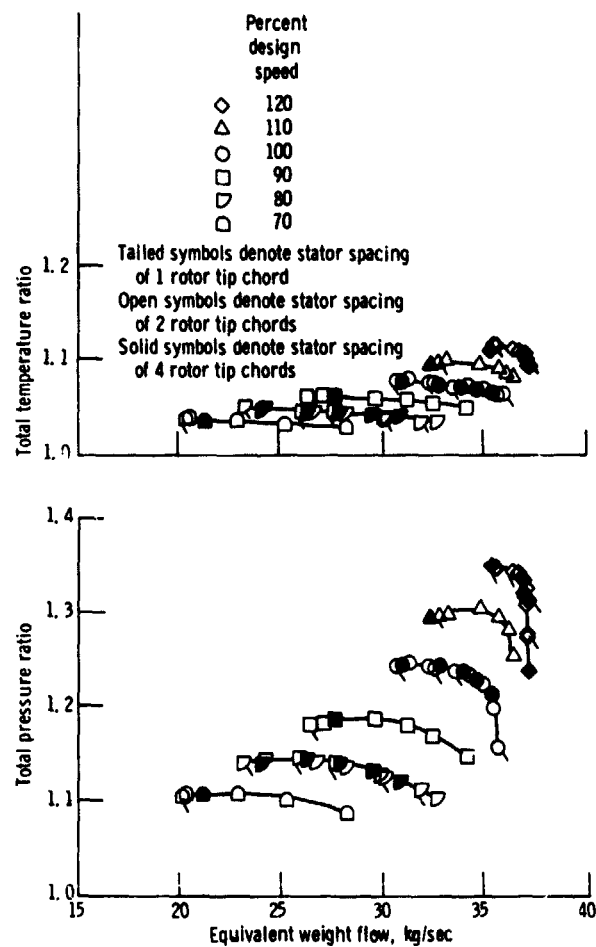 Percent
design
speed
120
110
100
90
80
70
Tailed symbols denote stator spacing
of 1 rotor tip chord
Open symbols denote stator spacing
of 2 rotor tip chords
Solid symbols denote stator spacing
of 4 rotor tip chords
Total temperature ratio
1.2
1.10
1.0
Total pressure ratio
1.4
1.3
1.2
1.1
1.0
15
20
25
30
35
40
Equivalent weight flow, kg/sec